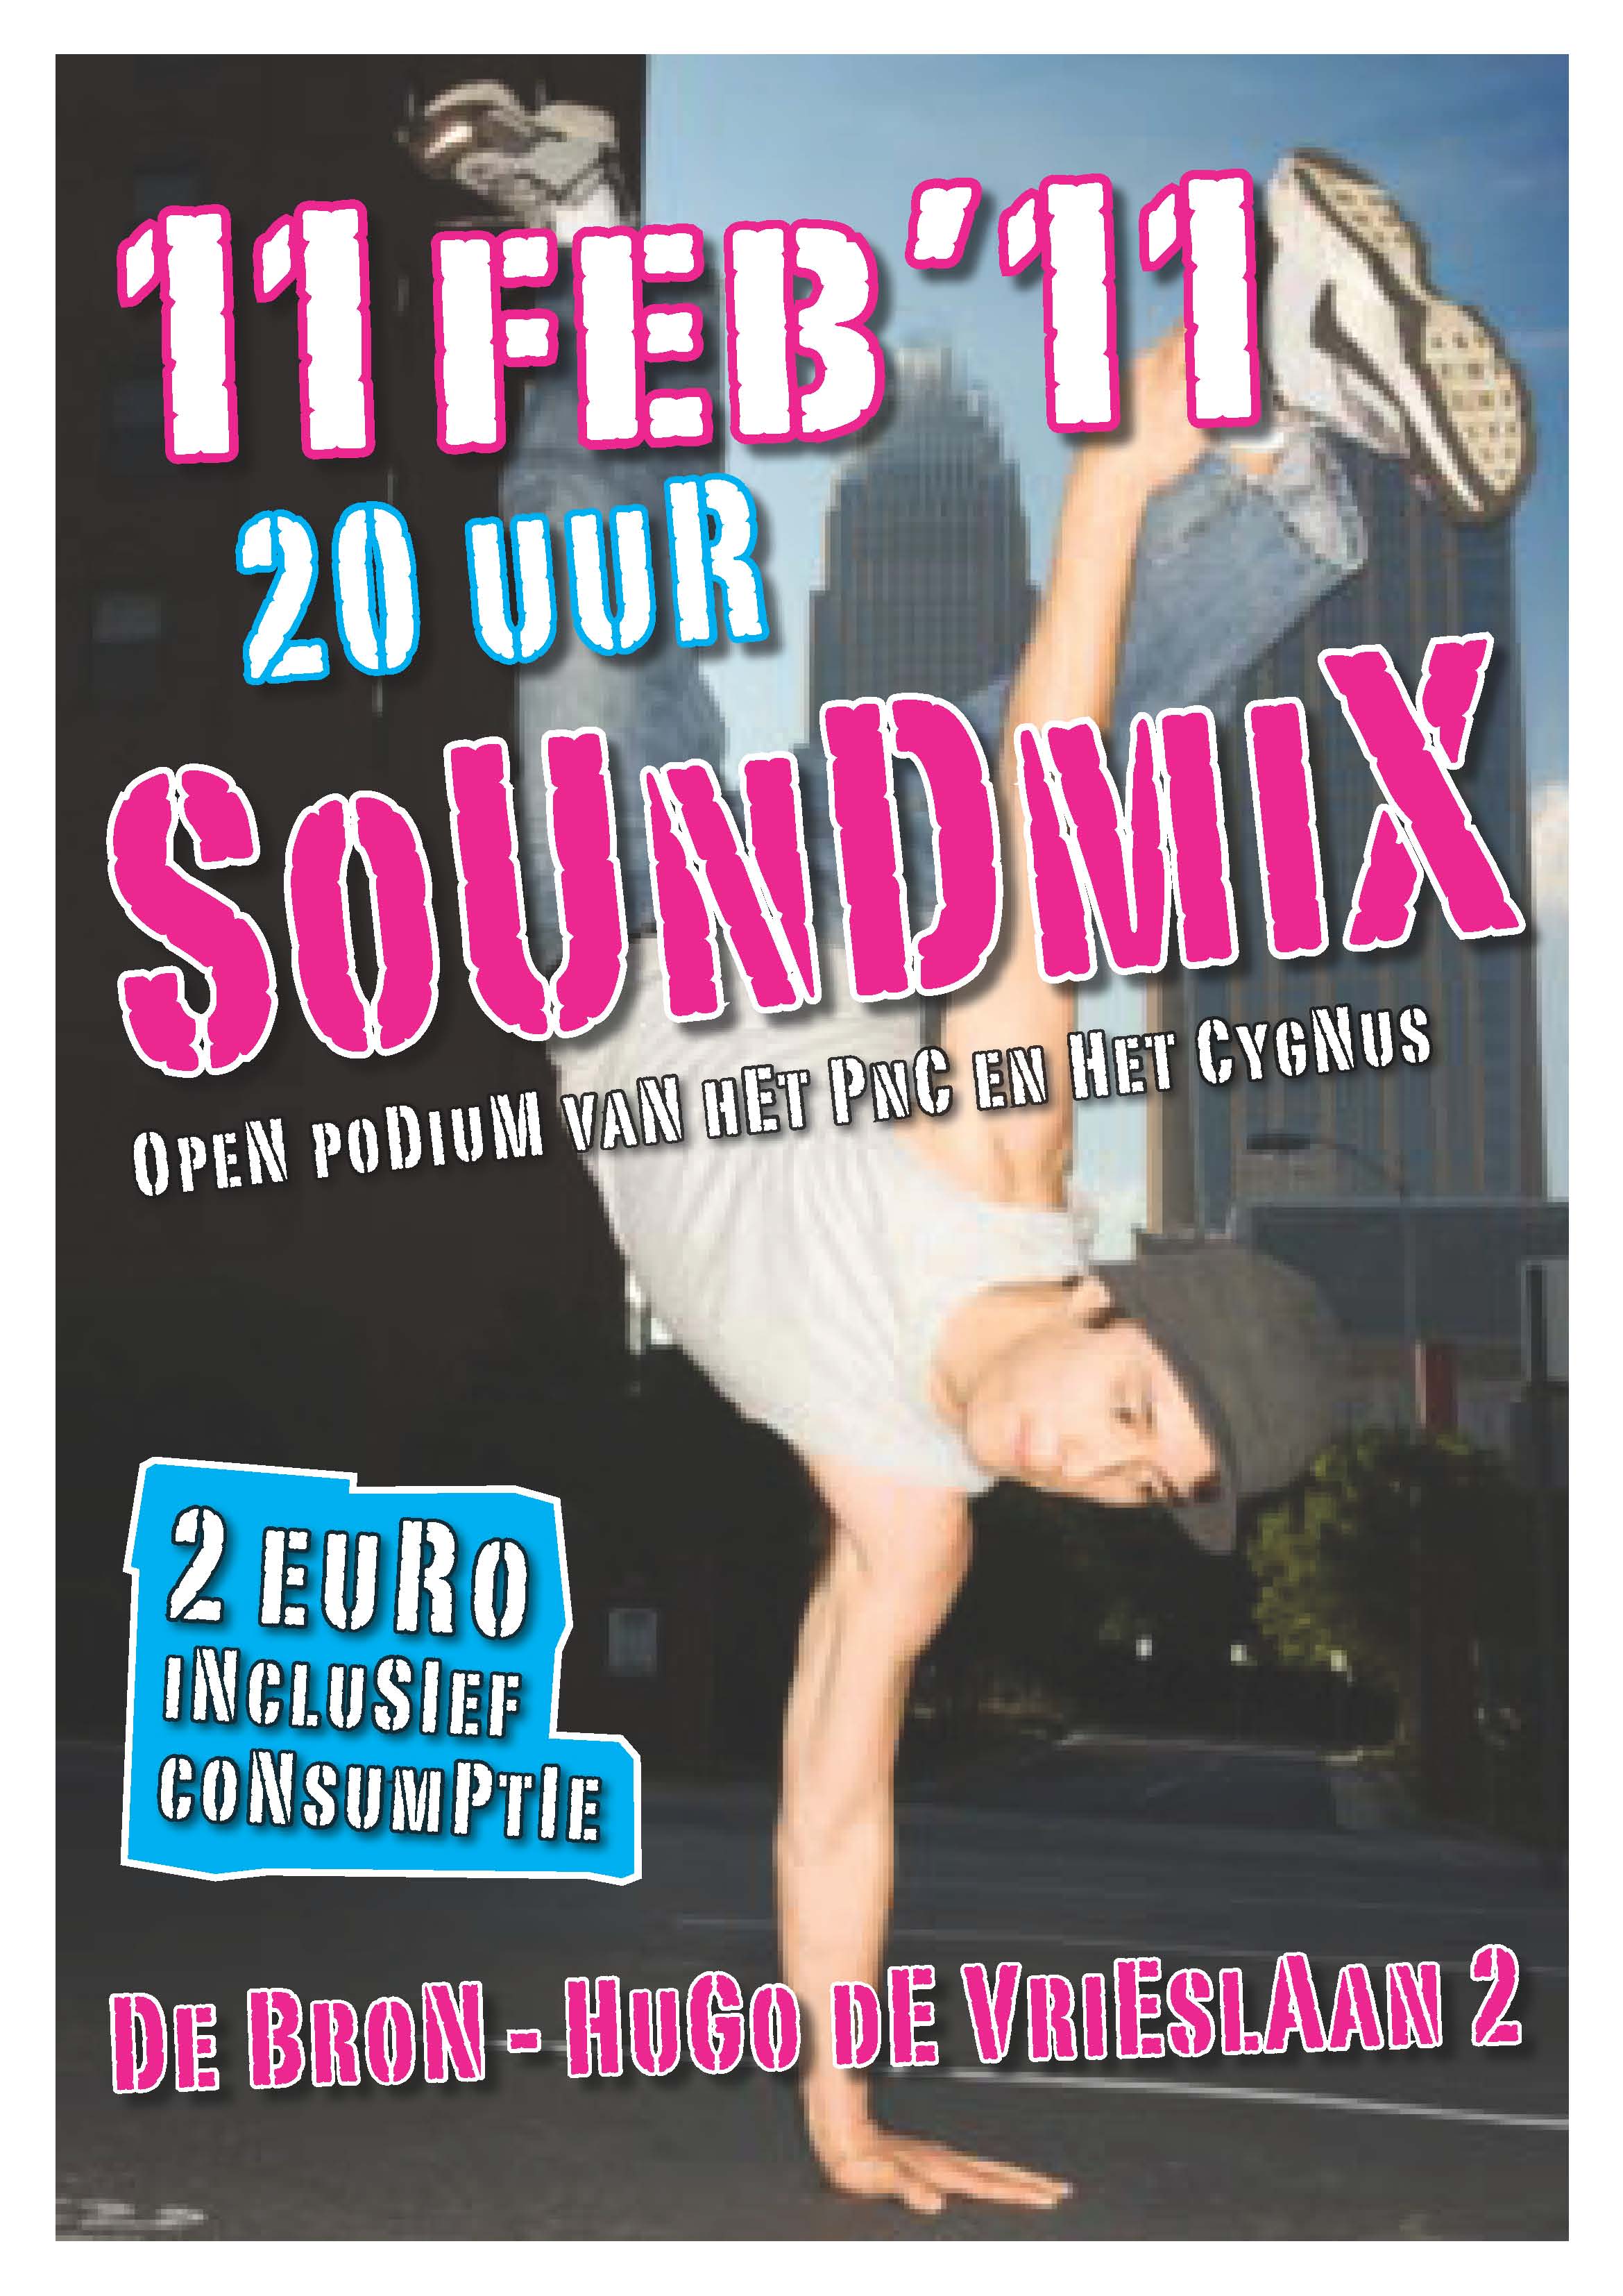 11 FEB '11
20 UUR
SOUNDMIX
OPEN PODIUM VAN HET PNC EN HET CYGNUS
2 EURO
INCLUSIEF
CONSUMPTIE
DE BRON - HUGO DE VRIESLAAN 2